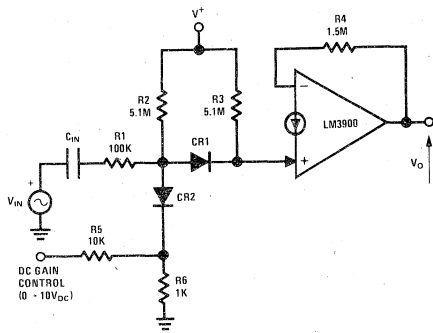 V+
R4
1.5M
R2
5.1M
R3
5.1M
−
LM3900
+
CIN
R1
100K
CR1
VO
+
VIN
CR2
R5
10K
DC GAIN
CONTROL
(0 - 10VDC)
R6
1K